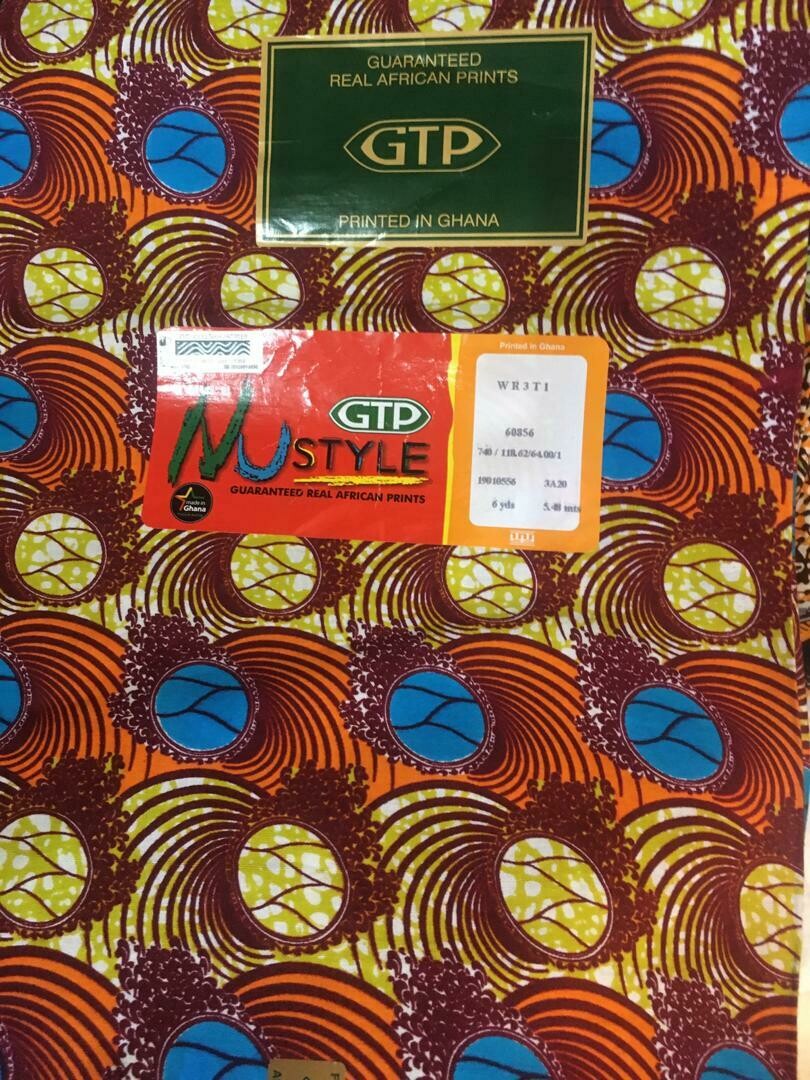 GUARANTEED
REAL AFRICAN PRINTS
GTP
PRINTED IN GHANA
Printed in Ghana
GTP
NUSTYLE
GUARANTEED REAL AFRICAN PRINTS
made in
Ghana
WR3T1
60856
740 / 118.62/64.00/1
19010556 3A20
6 yds 5.48 mts